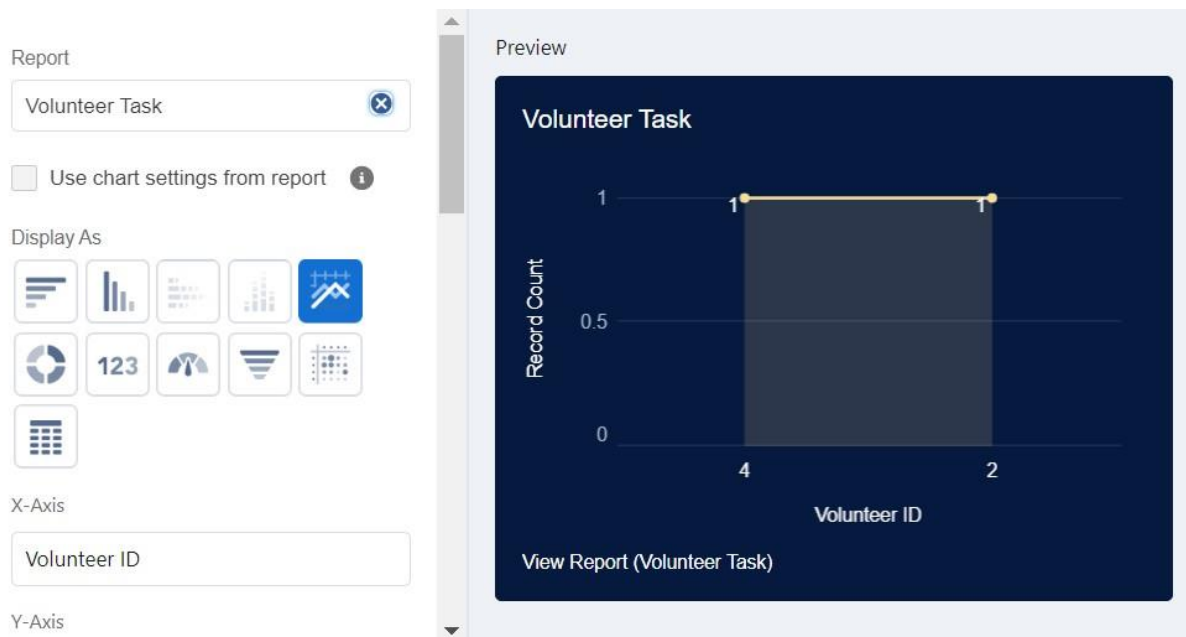 Report
Volunteer Task
Use chart settings from report
Display As
123
X-Axis
Volunteer ID
Y-Axis
Preview
Volunteer Task
1
1 1
Record Count
0.5
0
4 2
Volunteer ID
View Report (Volunteer Task)